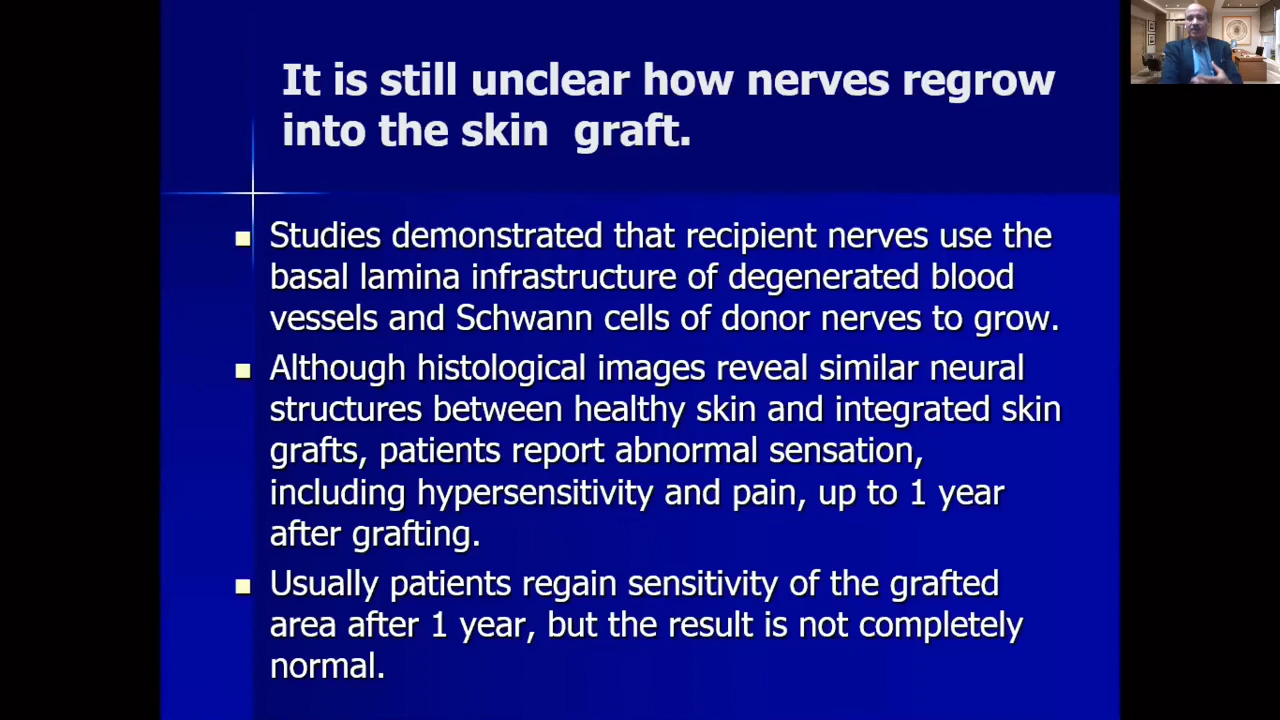 It is still unclear how nerves regrow
into the skin  graft.
Studies demonstrated that recipient nerves use the
basal lamina infrastructure of degenerated blood
vessels and Schwann cells of donor nerves to grow.
Although histological images reveal similar neural
structures between healthy skin and integrated skin
grafts, patients report abnormal sensation,
including hypersensitivity and pain, up to 1 year
after grafting.
Usually patients regain sensitivity of the grafted
area after 1 year, but the result is not completely
normal.